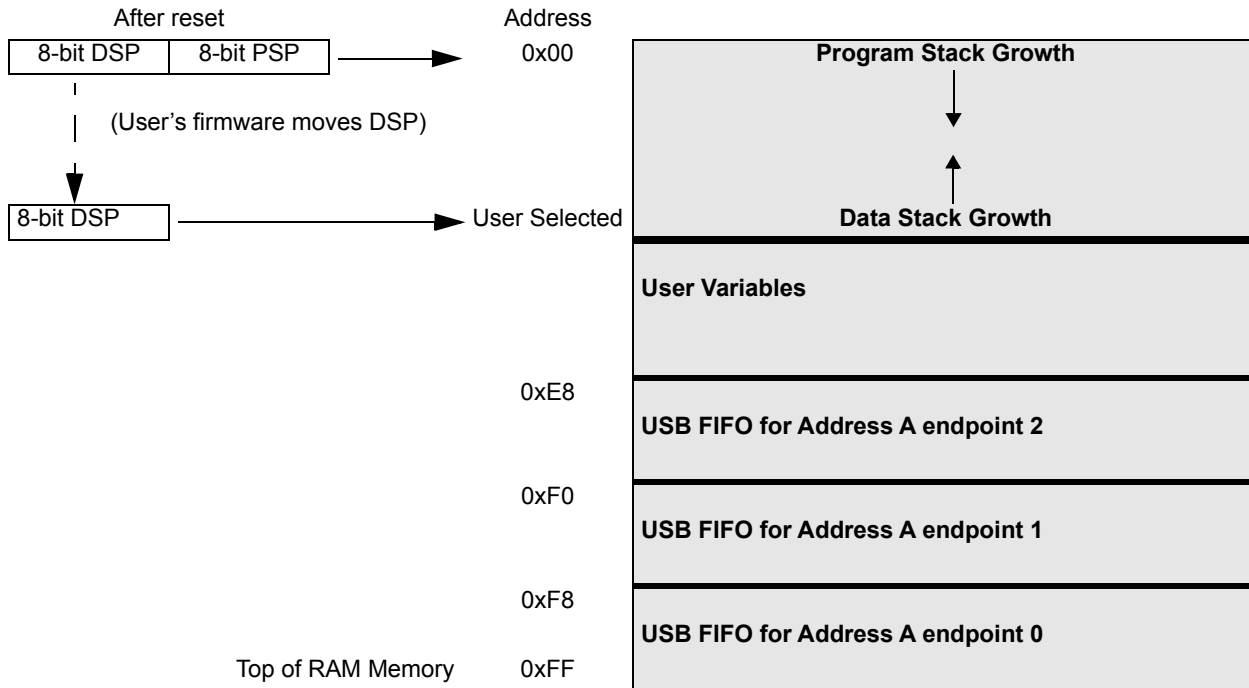 After reset
Address
8-bit DSP 8-bit PSP
0x00
Program Stack Growth
(User’s firmware moves DSP)
8-bit DSP
User Selected
Data Stack Growth
User Variables
0xE8
USB FIFO for Address A endpoint 2
0xF0
USB FIFO for Address A endpoint 1
0xF8
USB FIFO for Address A endpoint 0
Top of RAM Memory
0xFF